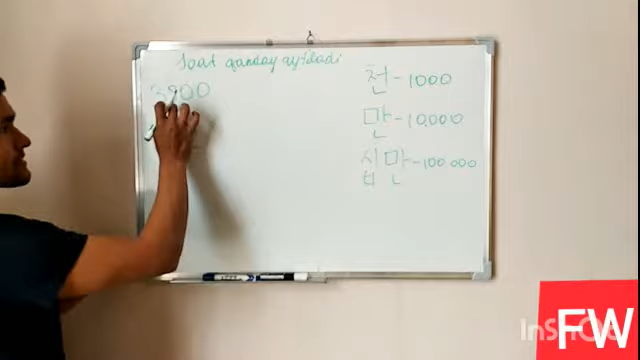 Soat qanday aytiladi
3900
천 - 1000
만 - 10.000
십만 - 100.000
FW
InShot